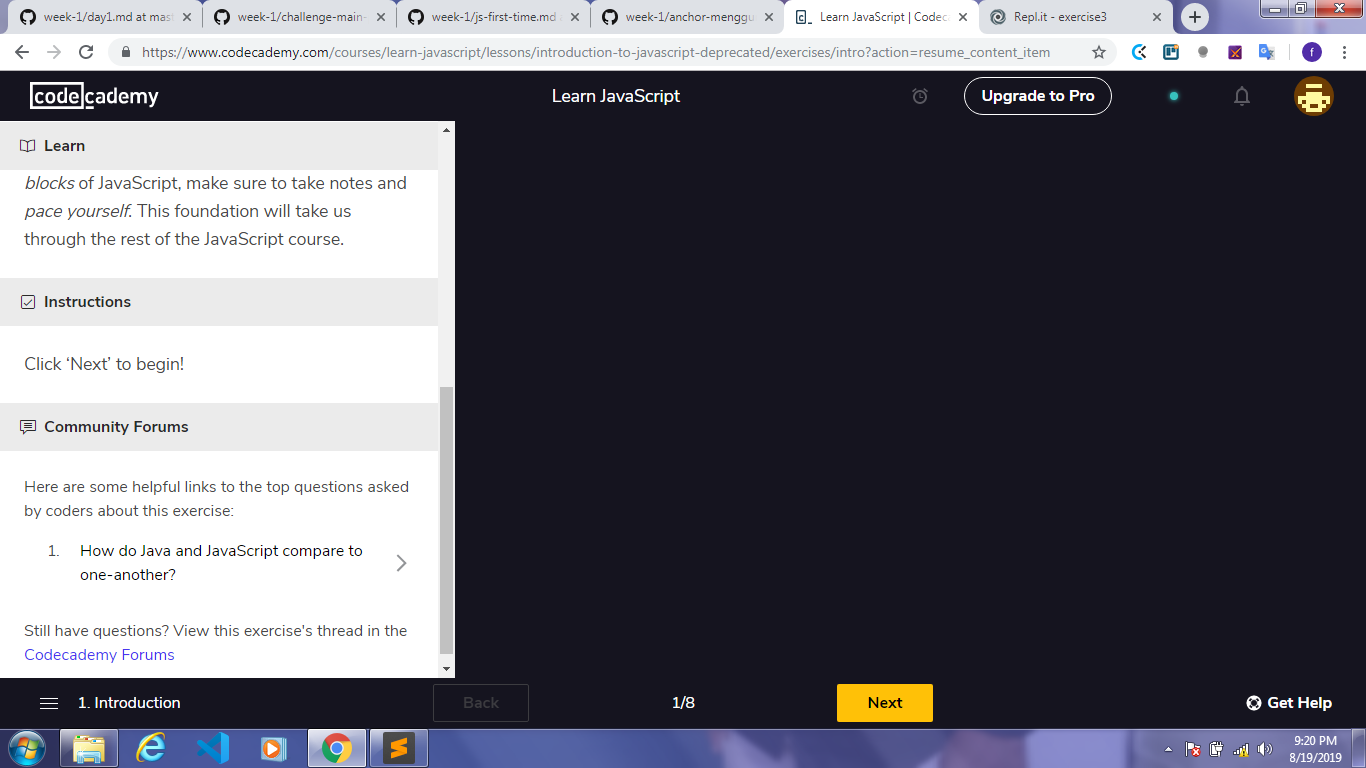 week-1/day1.md at mast
week-1/challenge-main-
week-1/js-first-time.md a
week-1/anchor-menggu
Learn JavaScript | Codec
Repl.it - exercise3
https://www.codecademy.com/courses/learn-javascript/lessons/introduction-to-javascript-deprecated/exercises/intro?action=resume_content_item
f
codecademy
Learn JavaScript
Upgrade to Pro
Learn
blocks of JavaScript, make sure to take notes and
pace yourself. This foundation will take us
through the rest of the JavaScript course.
Instructions
Click ‘Next’ to begin!
Community Forums
Here are some helpful links to the top questions asked
by coders about this exercise:
1. How do Java and JavaScript compare to
one-another?
Still have questions? View this exercise's thread in the
Codecademy Forums
1. Introduction
Back
1/8
Next
Get Help
9:20 PM
8/19/2019